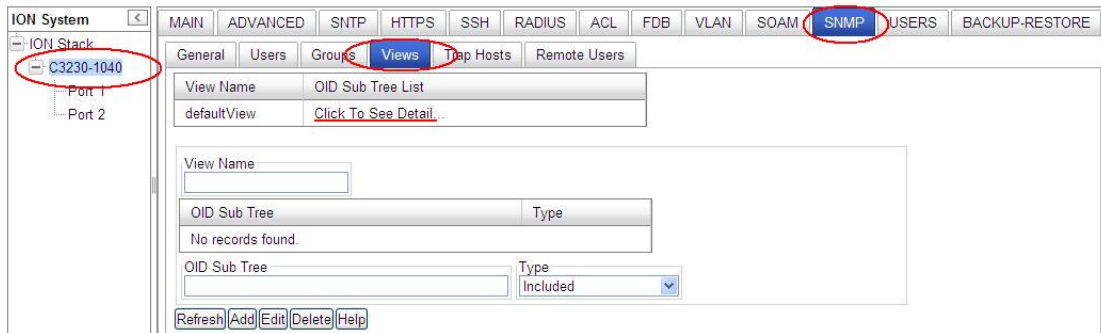 ION System <
ION Stack
C3230-1040
Port 1
Port 2
MAIN ADVANCED SNTP HTTPS SSH RADIUS ACL FDB VLAN SOAM SNMP USERS BACKUP-RESTORE
General Users Groups Views Trap Hosts Remote Users
View Name OID Sub Tree List
defaultView Click To See Detail...
View Name
OID Sub Tree Type
No records found.
OID Sub Tree Type
Included
Refresh Add Edit Delete Help